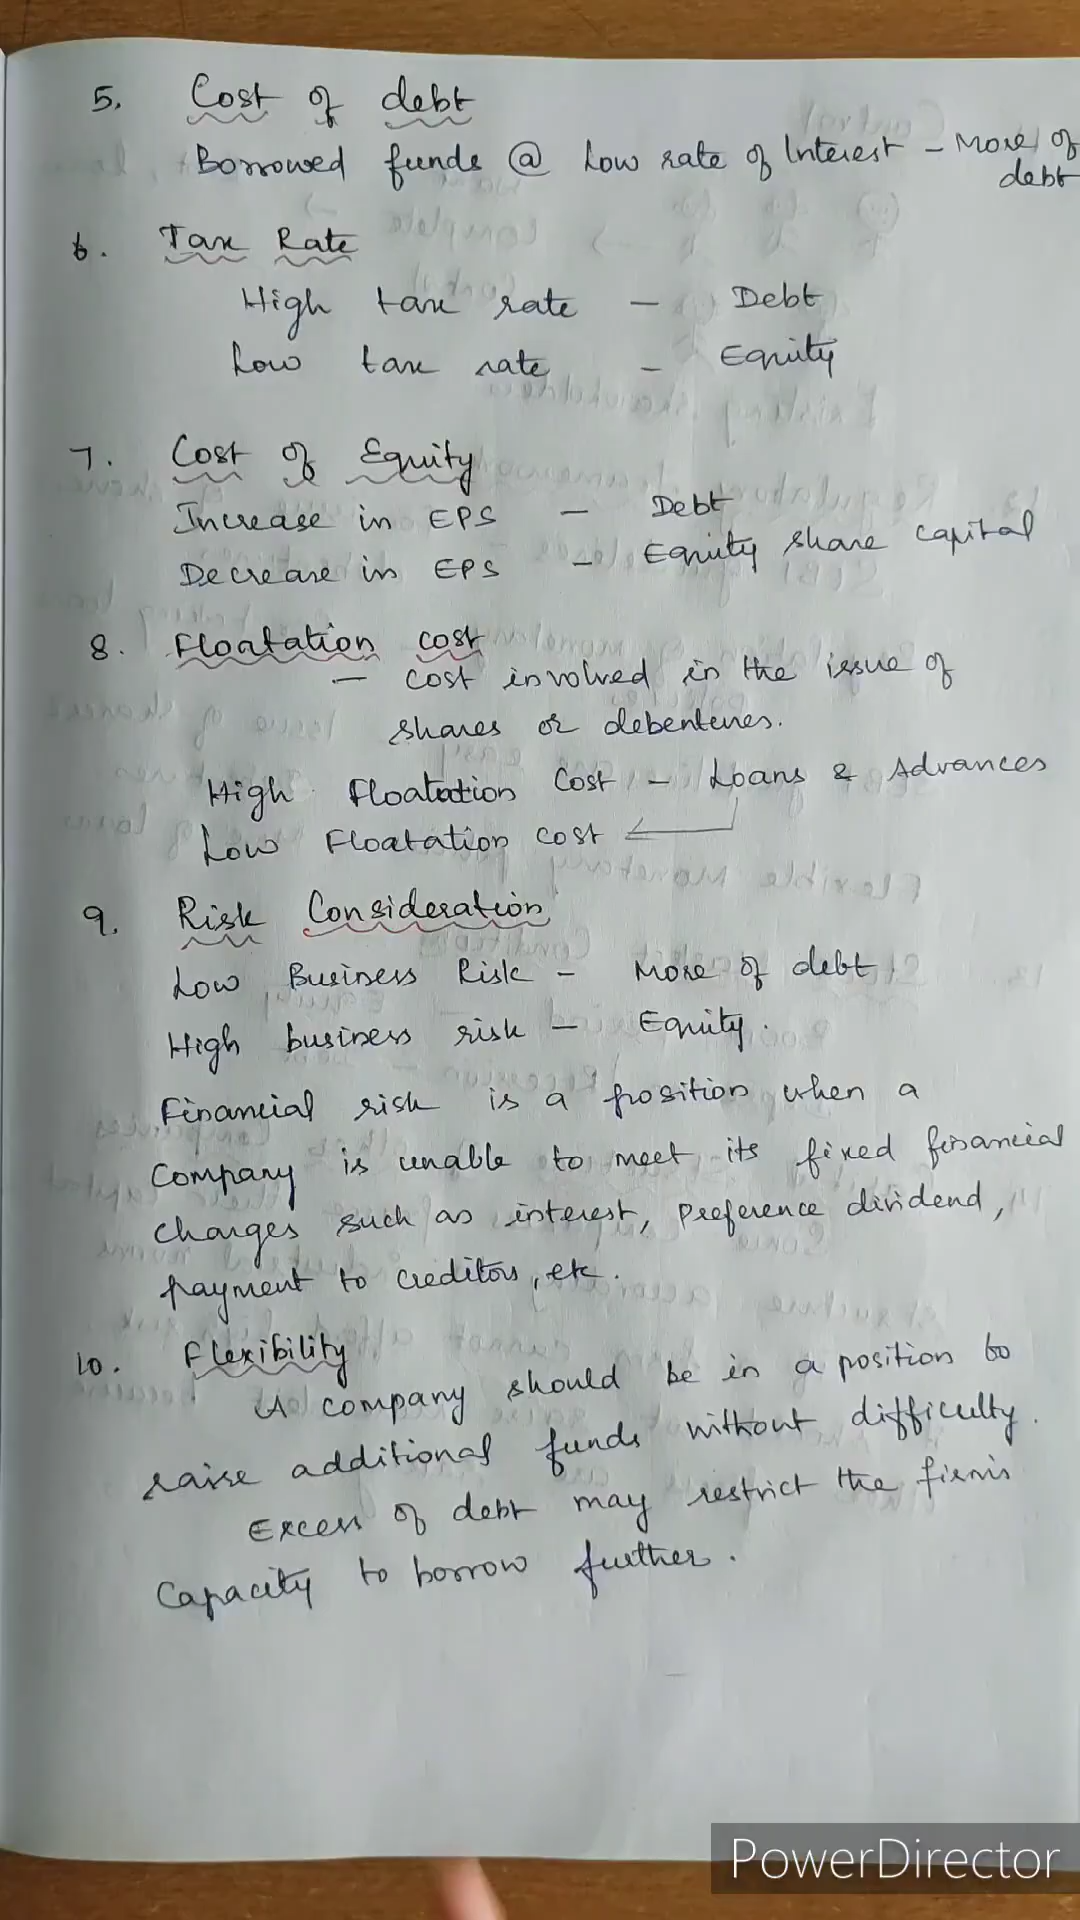 5. Cost of debt
Borrowed funds @ Low rate of Interest - More of
debt
6. Tax Rate
High tax rate - Debt
Low tax rate - Equity
7. Cost of Equity
Increase in EPS - Debt
Decrease in EPS - Equity share capital
8. Floatation cost
- cost involved in the issue of
shares or debentures.
High Floatation Cost - Loans & Advances
Low Floatation cost
9. Risk Consideration
Low Business Risk - More of debt
High business risk - Equity.
Financial risk is a position when a
Company is unable to meet its fixed financial
charges such as interest, preference dividend,
payment to creditors, etc.
10. Flexibility
A company should be in a position to
raise additional funds without difficulty.
Excess of debt may restrict the firm's
Capacity to borrow further.
PowerDirector